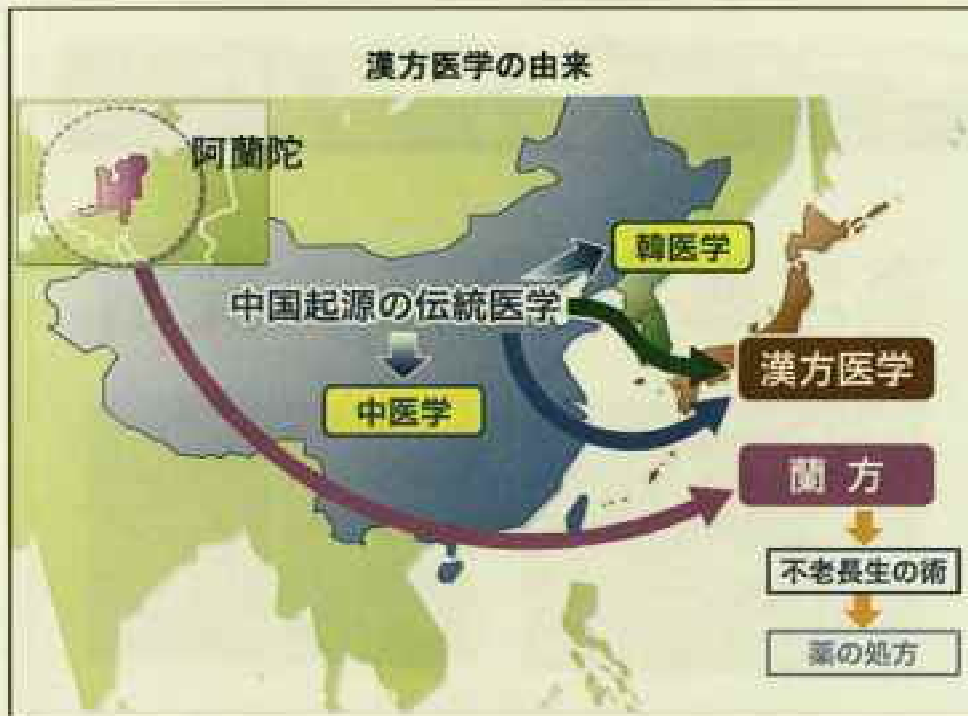 漢方医学の由来
阿蘭陀
韓医学
中国起源の伝統医学
漢方医学
中医学
蘭方
不老長生の術
薬の処方